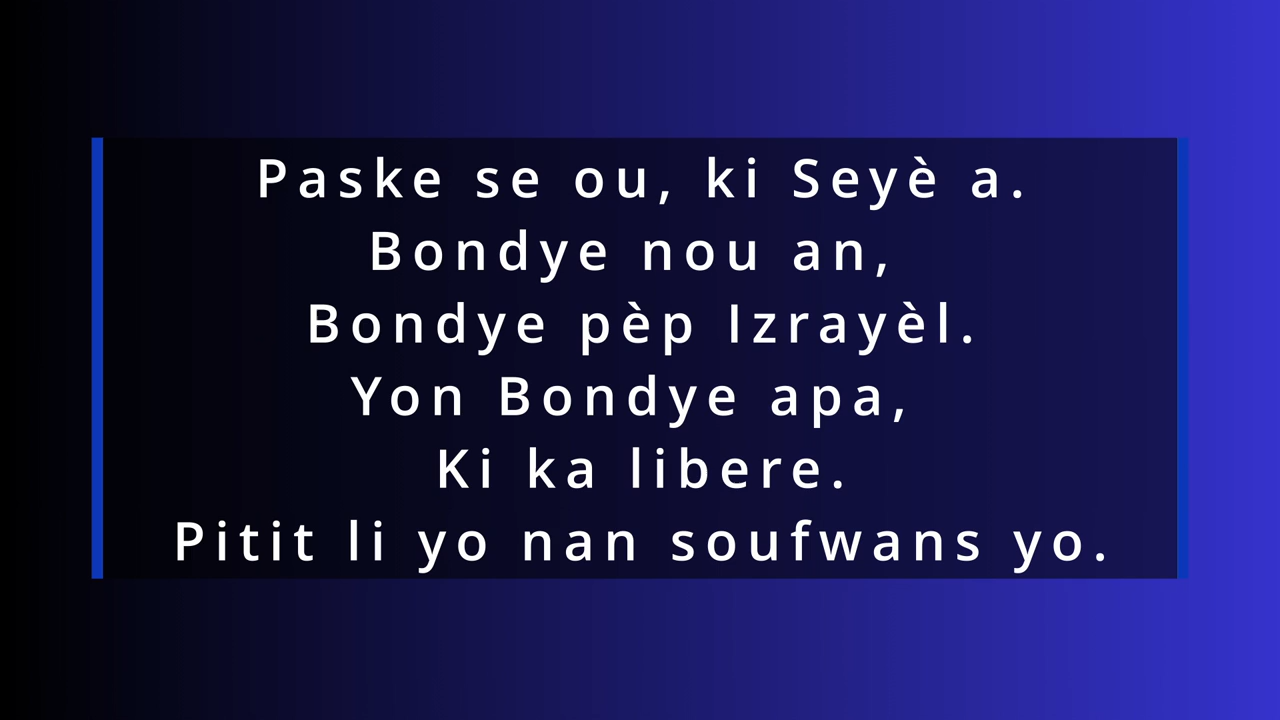 Paske se ou, ki Seyè a.
Bondye nou an,
Bondye pèp Izrayèl.
Yon Bondye apa,
Ki ka libere.
Pitit li yo nan soufwans yo.